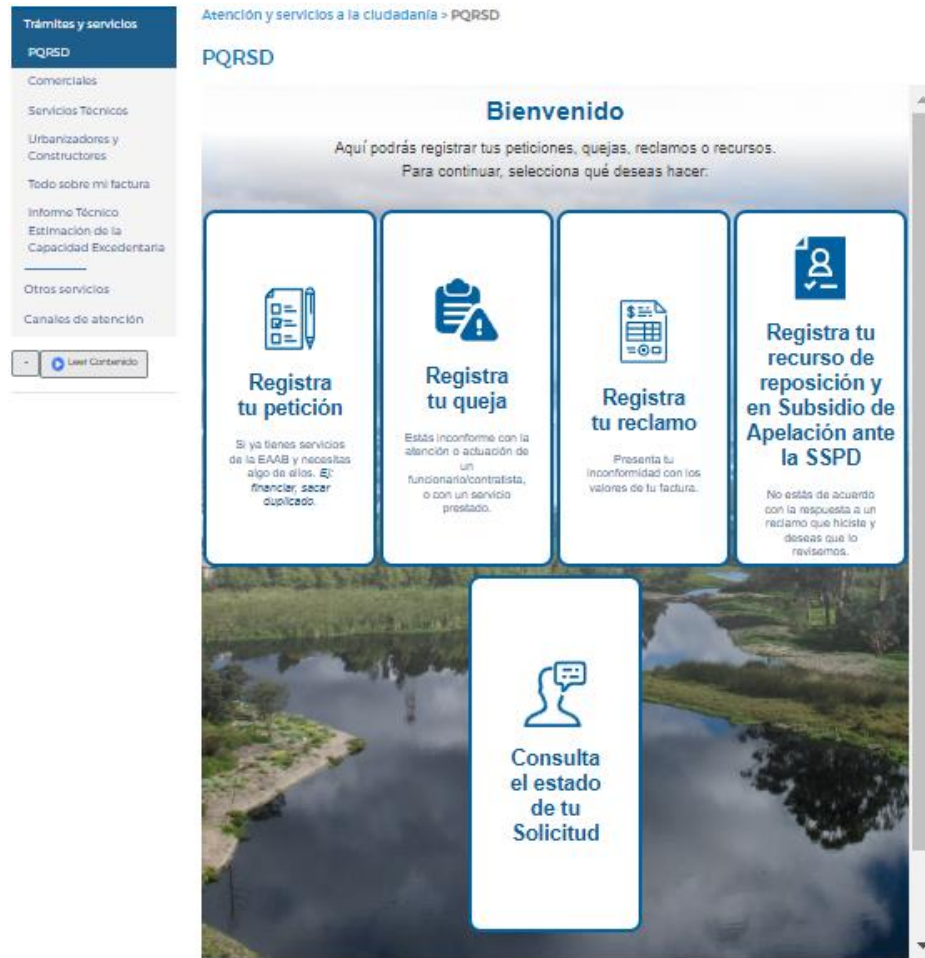 Trámites y servicios
PQRSD
Comerciales
Servicios Técnicos
Urbanizadores y
Constructores
Todo sobre mi factura
Informe Técnico
Estimación de la
Capacidad Excedentaria
Otros servicios
Canales de atención
-
Leer Contenido
Atención y servicios a la ciudadanía > PQRSD
PQRSD
Bienvenido
Aquí podrás registrar tus peticiones, quejas, reclamos o recursos.
Para continuar, selecciona qué deseas hacer:
Registra
tu petición
Si ya tienes servicios
de la EAAB y necesitas
algo de ellos. Ej:
financiar, sacar
duplicado.
Registra
tu queja
Estás inconforme con la
atención o actuación de
un
funcionario/contratista,
o con un servicio
prestado.
Registra
tu reclamo
Presenta tu
inconformidad con los
valores de tu factura.
Registra tu
recurso de
reposición y
en Subsidio de
Apelación ante
la SSPD
No estás de acuerdo
con la respuesta a un
reclamo que hiciste y
deseas que lo
revisemos.
Consulta
el estado
de tu
Solicitud